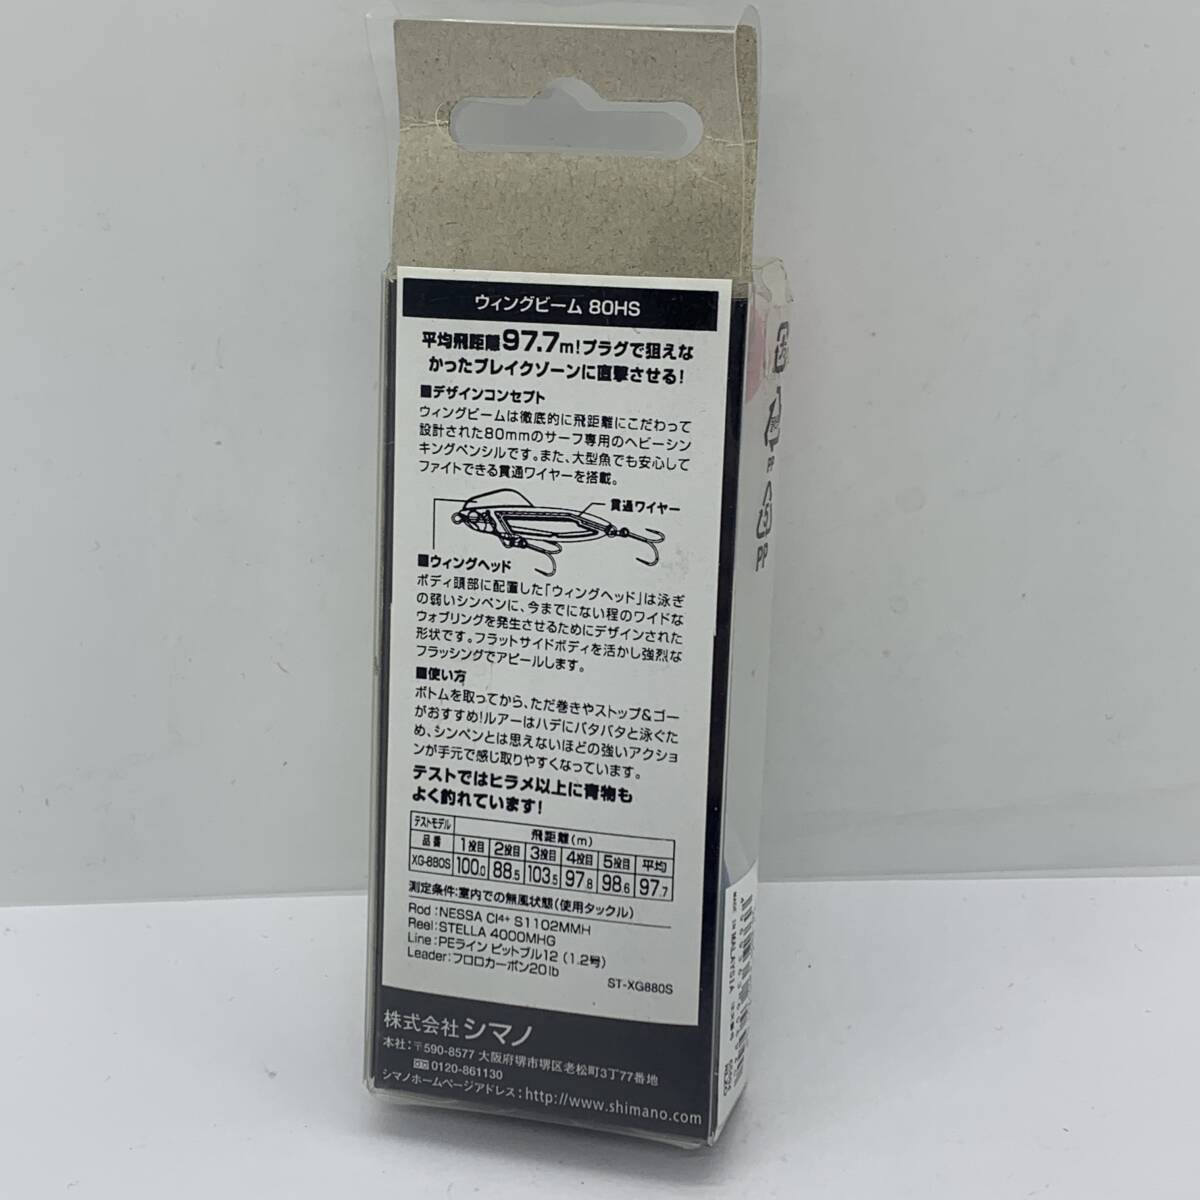 ウィングビーム 80HS
平均飛距離97.7m!プラグで狙えな
かったブレイクゾーンに直撃させる!
■デザインコンセプト
ウィングビームは徹底的に飛距離にこだわって
設計された80mmのサーフ専用のヘビーシン
キングペンシルです。また、大型魚でも安心して
ファイトできる貫通ワイヤーを搭載。
貫通ワイヤー
■ウィングヘッド
ボディ頭部に配置した「ウィングヘッド」は泳ぎ
の弱いシンペンに、今までにない程のワイドな
ウォブリングを発生させるためにデザインされた
形状です。フラットサイドボディを活かし強烈な
フラッシングでアピールします。
■使い方
ボトムを取ってから、ただ巻きやストップ&ゴー
がおすすめ!ルアーはハデにバタバタと泳ぐた
め、シンペンとは思えないほどの強いアクショ
ンが手元で感じ取りやすくなっています。
テストではヒラメ以上に青物も
よく釣れています!
テストモデル 飛距離(m)
品番 1投目 2投目 3投目 4投目 5投目 平均
XG-880S 100.0 88.5 103.5 97.8 98.6 97.7
測定条件:室内での無風状態(使用タックル)
Rod :NESSA CI4+ S1102MMH
Reel:STELLA 4000MHG
Line :PEライン ピットブル12 (1.2号)
Leader:フロロカーボン20lb
ST-XG880S
株式会社シマノ
本社:〒590-8577 大阪府堺市堺区老松町3丁77番地
0120-861130
シマノホームページアドレス:http://www.shimano.com
PP
PP
MADE IN MALAYSIA